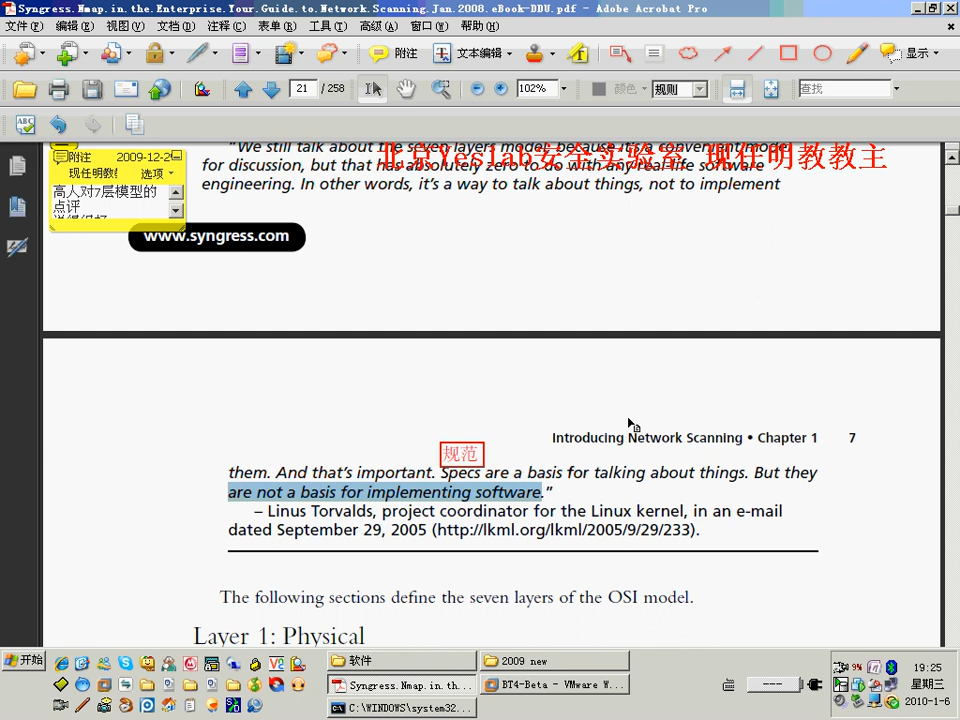 Syngress.Nmap.in.the.Enterprise.Your.Guide.to.Network.Scanning.Jan.2008.eBook-DDU.pdf - Adobe Acrobat Pro
文件(F) 编辑(E) 视图(V) 文档(D) 注释(C) 表单(R) 工具(T) 高级(A) 窗口(W) 帮助(H)
附注 文本编辑 显示
21 / 258 102% 颜色 规则 查找
"We still talk about the seven layers model, because it's a convenient model
北京Yeslab安全实验室 现任明教教主
for discussion, but that has absolutely zero to do with any real-life software
engineering. In other words, it's a way to talk about things, not to implement
附注 2009-12-2
现任明教!
选项
高人对7层模型的
点评
www.syngress.com
Introducing Network Scanning • Chapter 1 7
规范
them. And that's important. Specs are a basis for talking about things. But they
are not a basis for implementing software."
– Linus Torvalds, project coordinator for the Linux kernel, in an e-mail
dated September 29, 2005 (http://lkml.org/lkml/2005/9/29/233).
The following sections define the seven layers of the OSI model.
Layer 1: Physical
开始
软件
2009 new
Syngress.Nmap.in.th...
BT4-Beta - VMware W...
C:\WINDOWS\system32...
9%
19:25
星期三
2010-1-6